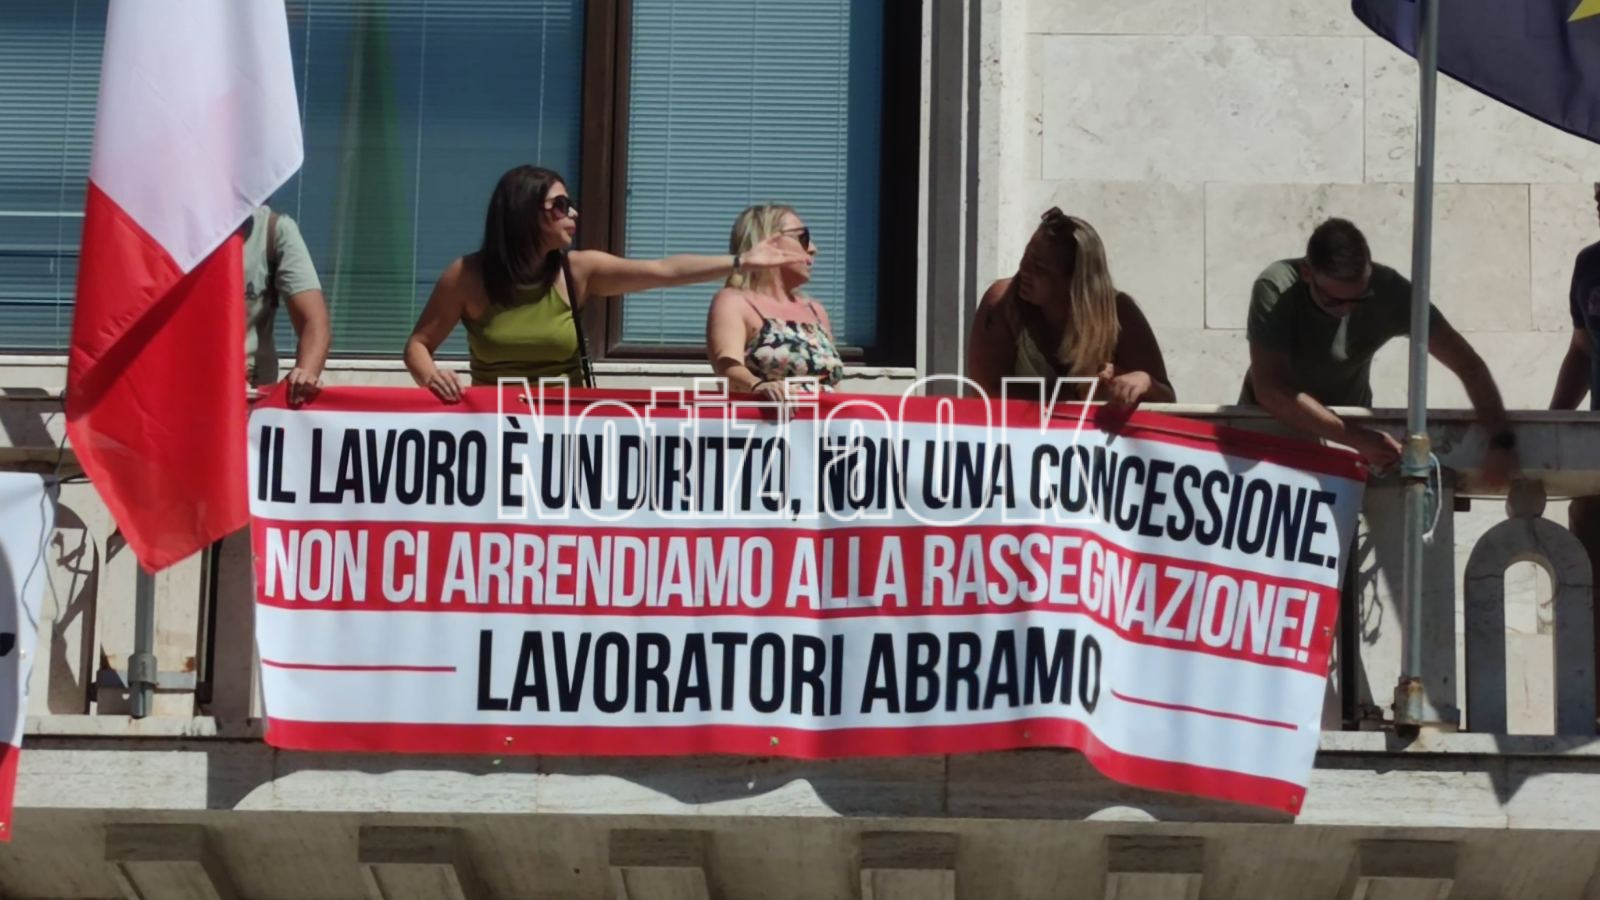 IL LAVORO È UN DIRITTO, NON UNA CONCESSIONE.
NON CI ARRENDIAMO ALLA RASSEGNAZIONE!
LAVORATORI ABRAMO
NotiziaOK